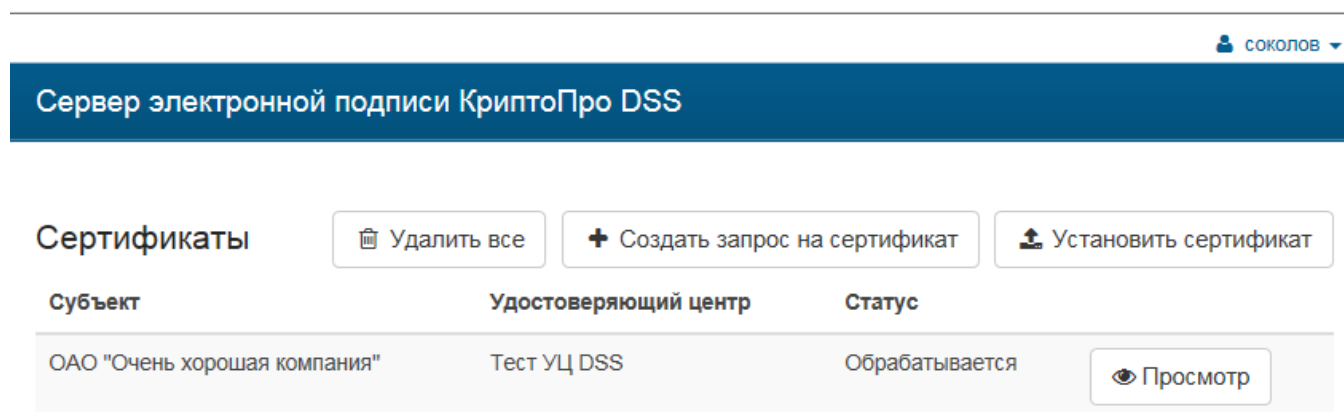 соколов
Сервер электронной подписи КриптоПро DSS
Сертификаты Удалить все Создать запрос на сертификат Установить сертификат
Субъект Удостоверяющий центр Статус
ОАО "Очень хорошая компания" Тест УЦ DSS Обрабатывается Просмотр